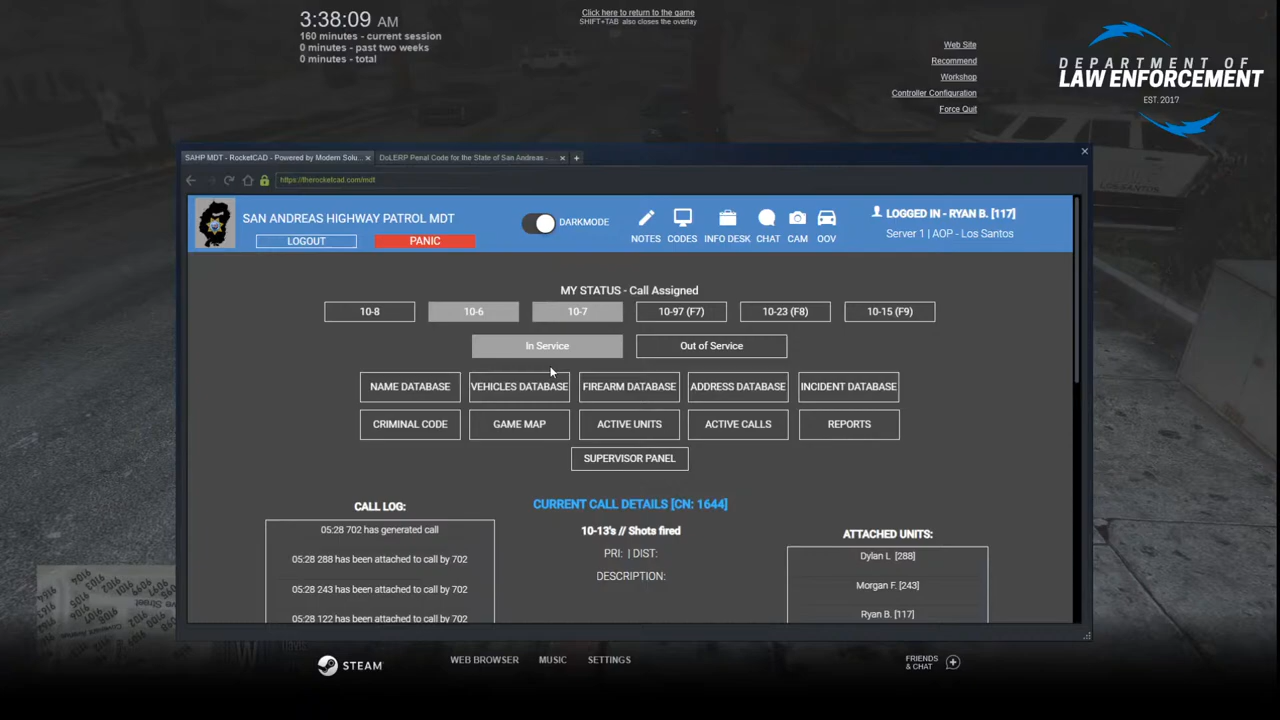 3:38:09 AM
160 minutes - current session
0 minutes - past two weeks
0 minutes - total
Click here to return to the game
SHIFT+TAB also closes the overlay
Web Site
Recommend
Workshop
Controller Configuration
Force Quit
DEPARTMENT OF
LAW ENFORCEMENT
EST. 2017
SAHP MDT - RocketCAD - Powered by Modern Solu... x
DoLERP Penal Code for the State of San Andreas - ... x
+
https://therocketcad.com/mdt
SAN ANDREAS HIGHWAY PATROL MDT
LOGOUT
PANIC
DARKMODE
NOTES
CODES
INFO DESK
CHAT
CAM
OOV
LOGGED IN - RYAN B. [117]
Server 1 | AOP - Los Santos
MY STATUS - Call Assigned
10-8
10-6
10-7
10-97 (F7)
10-23 (F8)
10-15 (F9)
In Service
Out of Service
NAME DATABASE
VEHICLES DATABASE
FIREARM DATABASE
ADDRESS DATABASE
INCIDENT DATABASE
CRIMINAL CODE
GAME MAP
ACTIVE UNITS
ACTIVE CALLS
REPORTS
SUPERVISOR PANEL
CALL LOG:
05:28 702 has generated call
05:28 288 has been attached to call by 702
05:28 243 has been attached to call by 702
05:28 122 has been attached to call by 702
CURRENT CALL DETAILS [CN: 1644]
10-13's // Shots fired
PRI: | DIST:
DESCRIPTION:
ATTACHED UNITS:
Dylan L. [288]
Morgan F. [243]
Ryan B. [117]
STEAM
WEB BROWSER
MUSIC
SETTINGS
FRIENDS
& CHAT